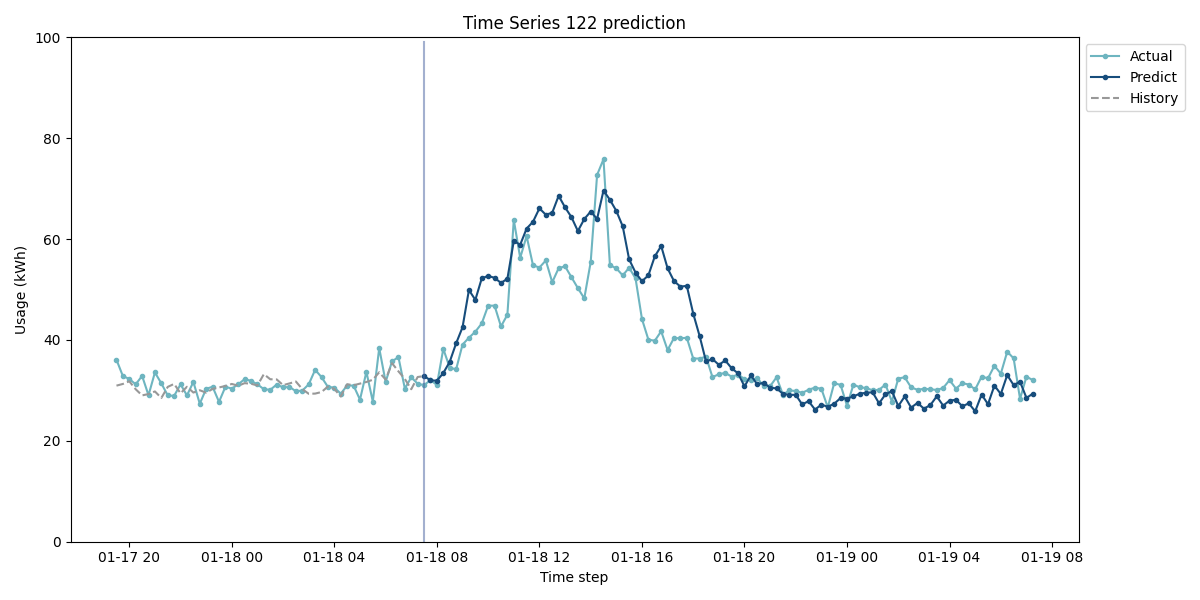 Time Series 122 prediction
Usage (kWh)
100
80
60
40
20
0
01-17 20
01-18 00
01-18 04
01-18 08
01-18 12
01-18 16
01-18 20
01-19 00
01-19 04
01-19 08
Time step
Actual
Predict
History